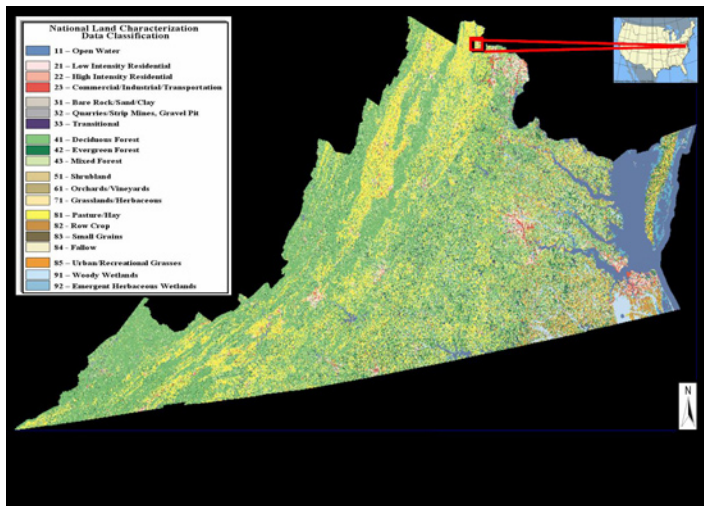 National Land Characterization
Data Classification
11 – Open Water
21 – Low Intensity Residential
22 – High Intensity Residential
23 – Commercial/Industrial/Transportation
31 – Bare Rock/Sand/Clay
32 – Quarries/Strip Mines, Gravel Pit
33 – Transitional
41 – Deciduous Forest
42 – Evergreen Forest
43 – Mixed Forest
51 – Shrubland
61 - Orchards/Vineyards
71 – Grasslands/Herbaceous
81 – Pasture/Hay
82 – Row Crop
83 – Small Grains
84 – Fallow
85 – Urban/Recreational Grasses
91 – Woody Wetlands
92 – Emergent Herbaceous Wetlands
N